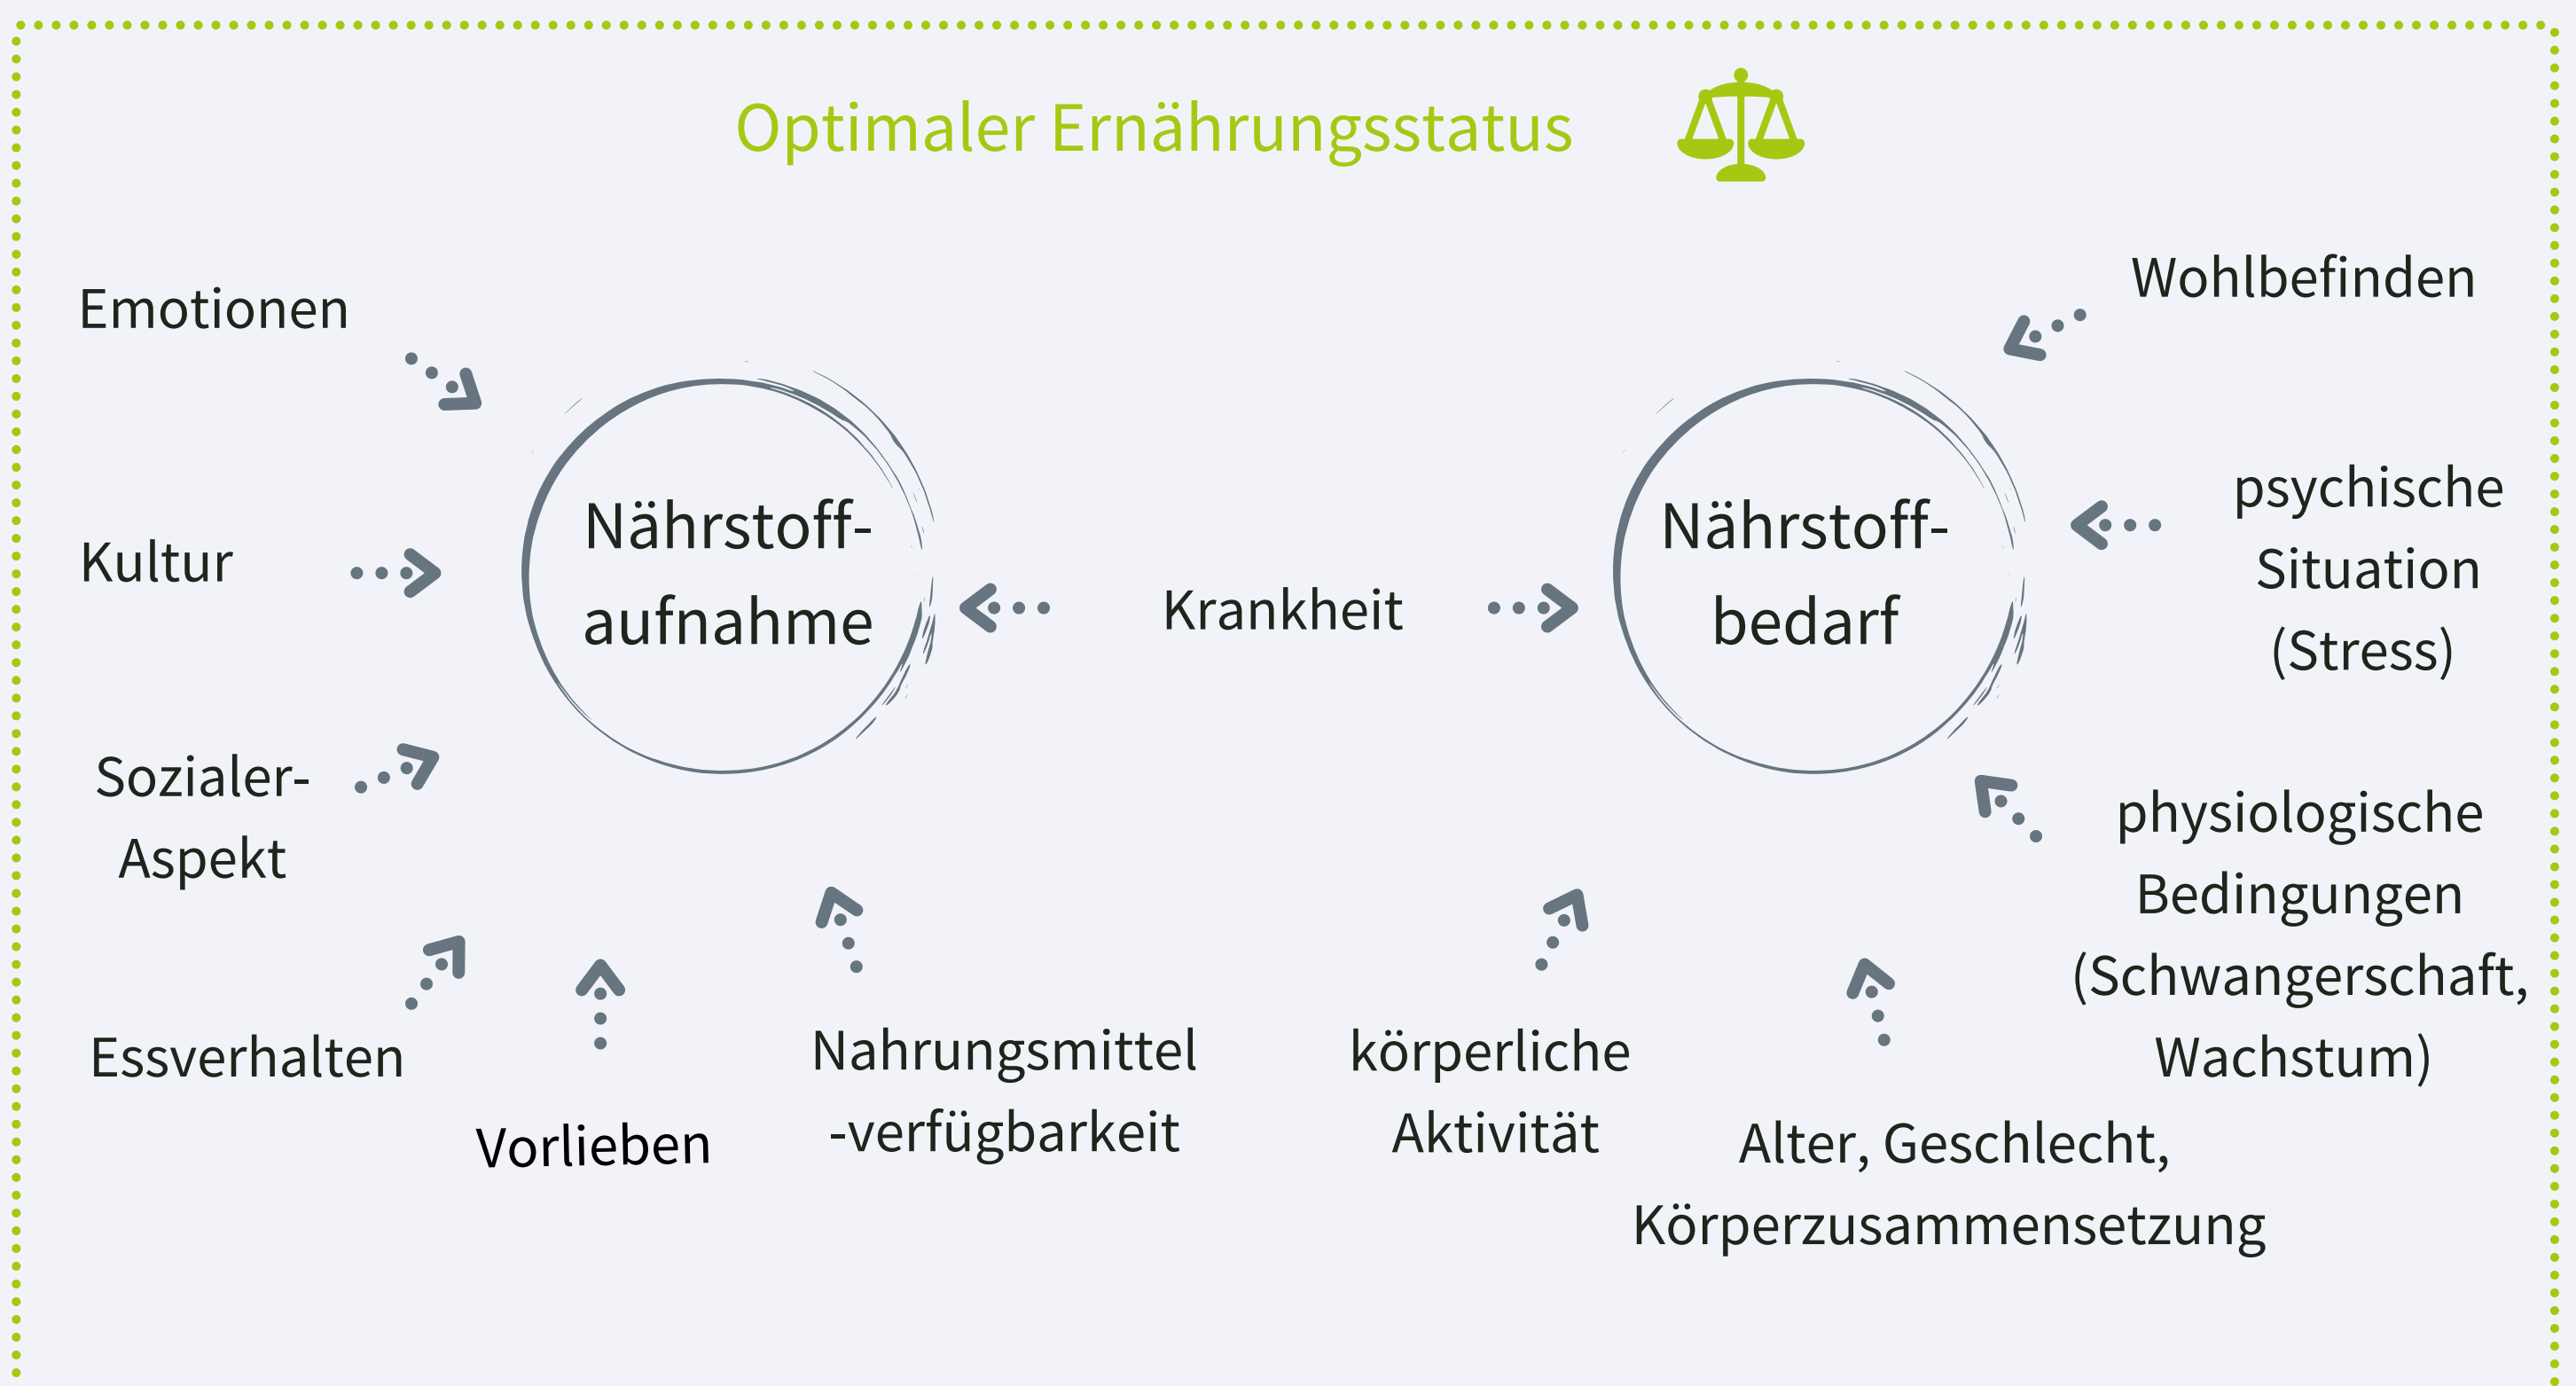 Optimaler Ernährungsstatus
Emotionen
Kultur
Sozialer-
Aspekt
Essverhalten
Vorlieben
Nahrungsmittel
-verfügbarkeit
Nährstoff-
aufnahme
Krankheit
Nährstoff-
bedarf
Wohlbefinden
psychische
Situation
(Stress)
physiologische
Bedingungen
(Schwangerschaft,
Wachstum)
körperliche
Aktivität
Alter, Geschlecht,
Körperzusammensetzung